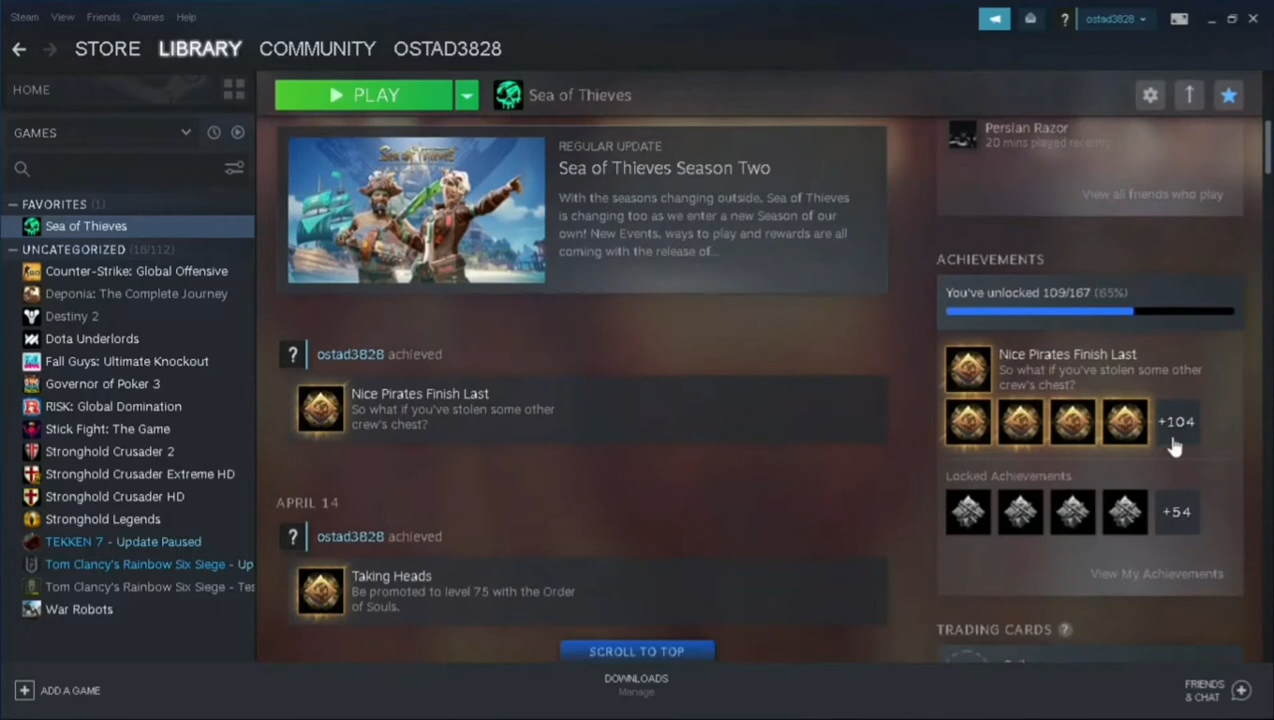 Steam View Friends Games Help
? ostad3828
STORE LIBRARY COMMUNITY OSTAD3828
HOME
GAMES
FAVORITES (1)
Sea of Thieves
UNCATEGORIZED (16/112)
Counter-Strike: Global Offensive
Deponia: The Complete Journey
Destiny 2
Dota Underlords
Fall Guys: Ultimate Knockout
Governor of Poker 3
RISK: Global Domination
Stick Fight: The Game
Stronghold Crusader 2
Stronghold Crusader Extreme HD
Stronghold Crusader HD
Stronghold Legends
TEKKEN 7 - Update Paused
Tom Clancy's Rainbow Six Siege - Up
Tom Clancy's Rainbow Six Siege - Tes
War Robots
ADD A GAME
PLAY
Sea of Thieves
Sea of Thieves
REGULAR UPDATE
Sea of Thieves Season Two
With the seasons changing outside, Sea of Thieves
is changing too as we enter a new Season of our
own! New Events, ways to play and rewards are all
coming with the release of...
? ostad3828 achieved
Nice Pirates Finish Last
So what if you've stolen some other
crew's chest?
APRIL 14
? ostad3828 achieved
Taking Heads
Be promoted to level 75 with the Order
of Souls.
SCROLL TO TOP
DOWNLOADS
Manage
Persian Razor
20 mins played recently
View all friends who play
ACHIEVEMENTS
You've unlocked 109/167 (65%)
Nice Pirates Finish Last
So what if you've stolen some other
crew's chest?
+104
Locked Achievements
+54
View My Achievements
TRADING CARDS ?
FRIENDS
& CHAT